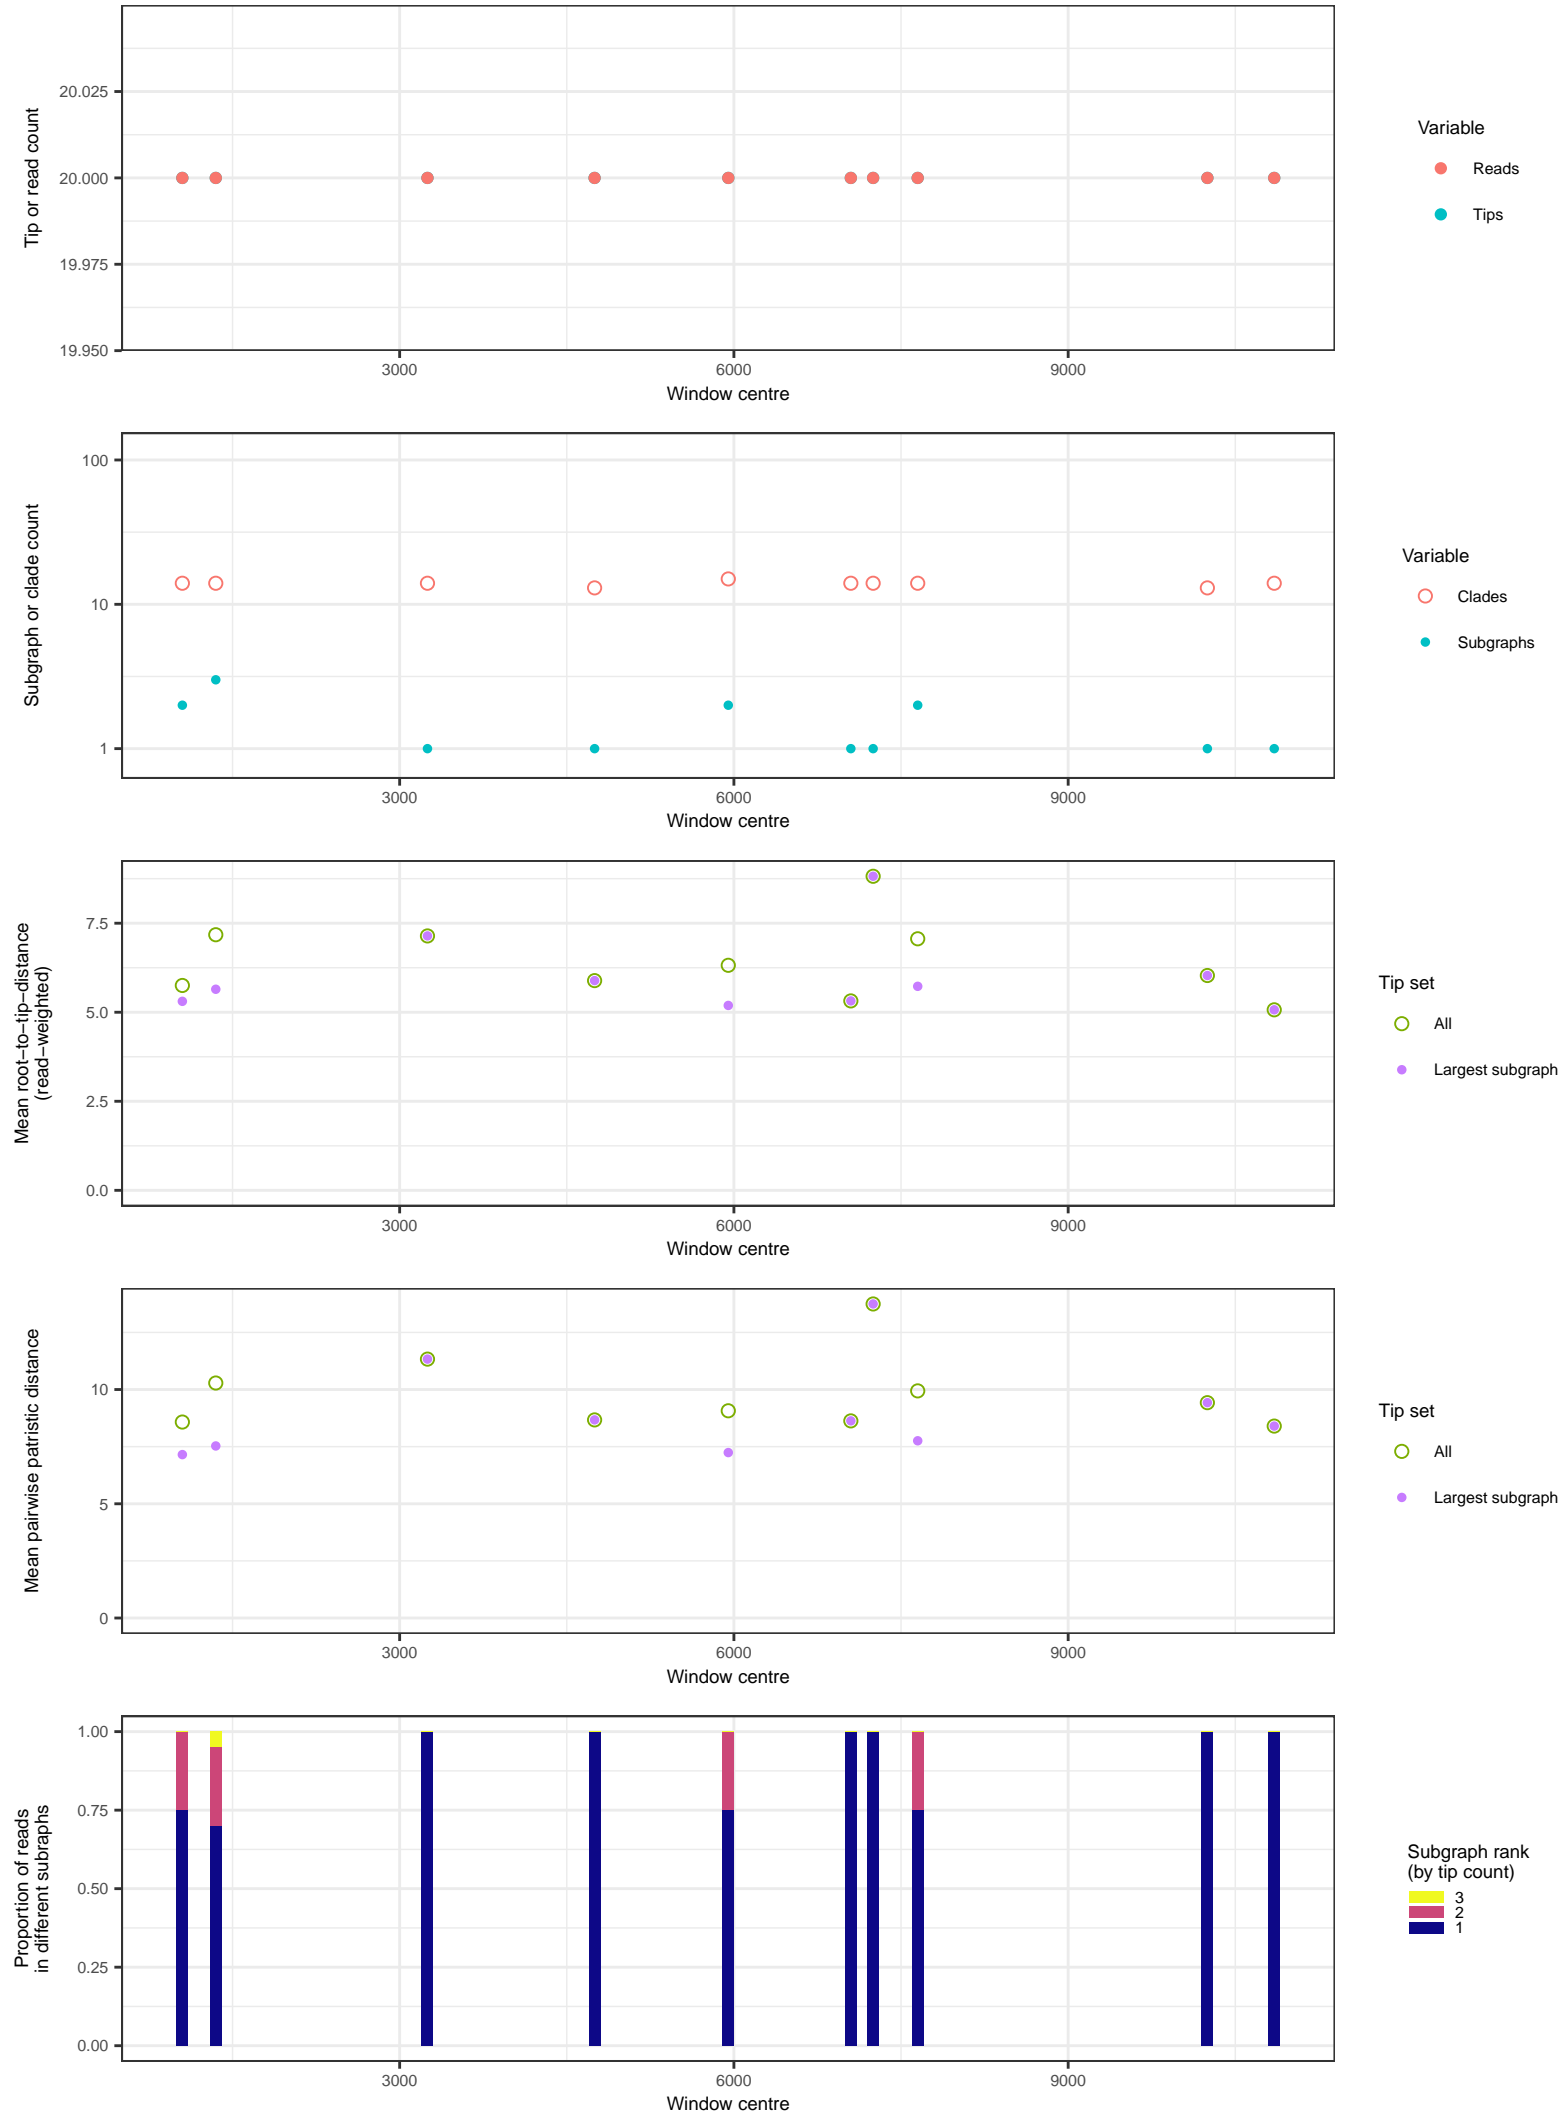 20.025
20.000
19.975
19.950
Tip or read count
3000 6000 9000
Window centre
Variable
Reads
Tips
100
10
1
Subgraph or clade count
3000 6000 9000
Window centre
Variable
Clades
Subgraphs
7.5
5.0
2.5
0.0
Mean root−to−tip−distance
(read−weighted)
3000 6000 9000
Window centre
Tip set
All
Largest subgraph
10
5
0
Mean pairwise patristic distance
3000 6000 9000
Window centre
Tip set
All
Largest subgraph
1.00
0.75
0.50
0.25
0.00
Proportion of reads
in different subraphs
3000 6000 9000
Window centre
Subgraph rank
(by tip count)
3
2
1